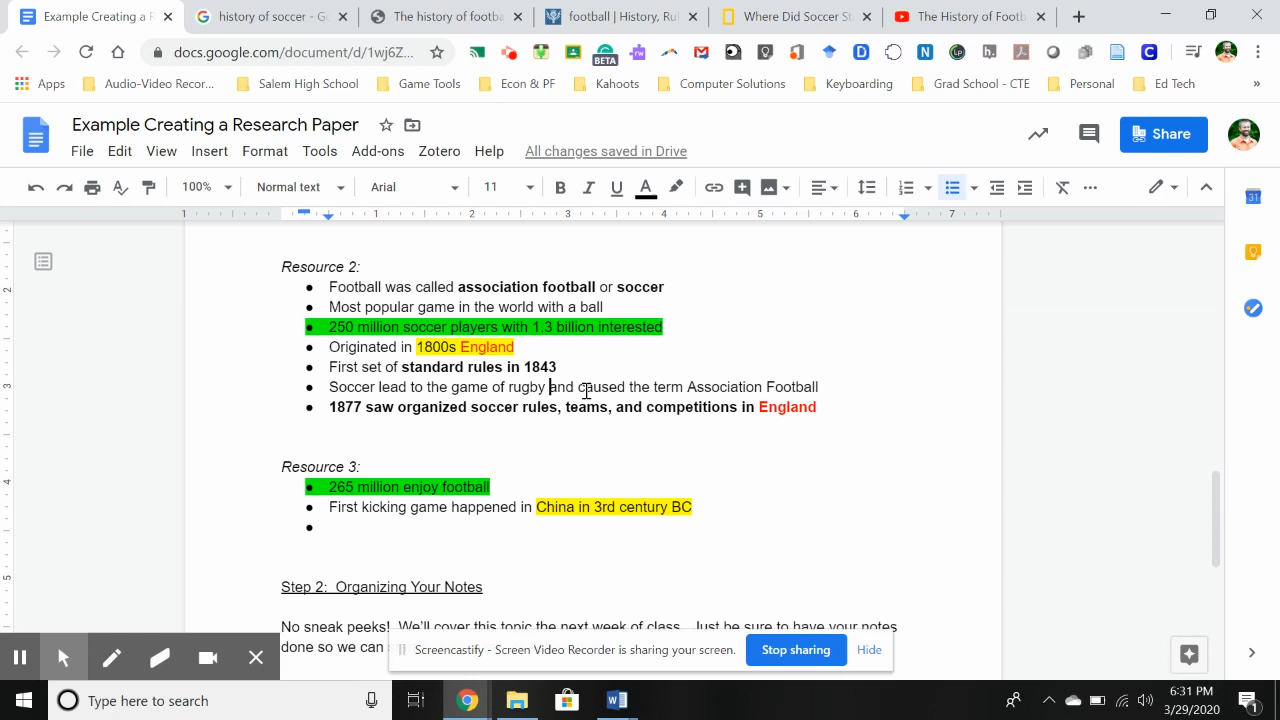 Example Creating a R
history of soccer - Go
The history of footba
football | History, Ru
Where Did Soccer St
The History of Footb
docs.google.com/document/d/1wj6Z...
BETA
Apps
Audio-Video Recor...
Salem High School
Game Tools
Econ & PF
Kahoots
Computer Solutions
Keyboarding
Grad School - CTE
Personal
Ed Tech
»
Example Creating a Research Paper
Share
File Edit View Insert Format Tools Add-ons Zotero Help All changes saved in Drive
100% Normal text Arial 11 B I U A
1 1 2 3 4 5 6 7
Resource 2:
● Football was called association football or soccer
● Most popular game in the world with a ball
● 250 million soccer players with 1.3 billion interested
● Originated in 1800s England
● First set of standard rules in 1843
● Soccer lead to the game of rugby and caused the term Association Football
● 1877 saw organized soccer rules, teams, and competitions in England
Resource 3:
● 265 million enjoy football
● First kicking game happened in China in 3rd century BC
●
Step 2: Organizing Your Notes
No sneak peeks! We'll cover this topic the next week of class. Just be sure to have your notes
done so we can
Screencastify - Screen Video Recorder is sharing your screen.
Stop sharing
Hide
Type here to search
6:31 PM
3/29/2020